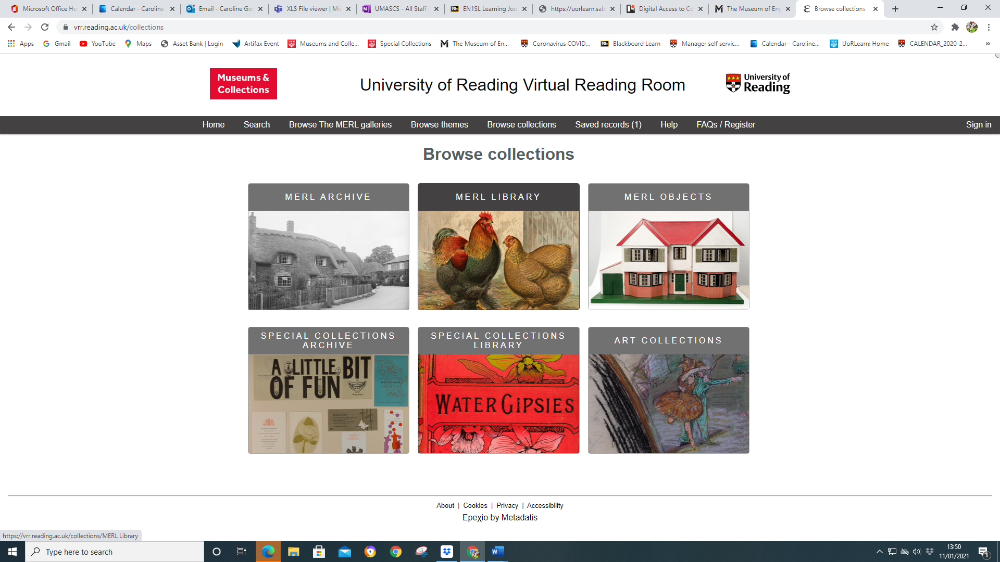 Microsoft Office Ho
Calendar - Caroline
Email - Caroline Go
XLS File viewer | Mic
UMASCS - All Staff
EN1SL Learning Jou
https://uorlearn.sab
Digital Access to Co
The Museum of Eng
Browse collections
vrr.reading.ac.uk/collections
Apps
Gmail
YouTube
Maps
Asset Bank | Login
Artifax Event
Museums and Colle...
Special Collections
The Museum of En...
Coronavirus COVID...
Blackboard Learn
Manager self servic...
Calendar - Caroline...
UoRLearn: Home
CALENDAR_2020-2...
Museums &
Collections
University of Reading Virtual Reading Room
University of
Reading
Home
Search
Browse The MERL galleries
Browse themes
Browse collections
Saved records (1)
Help
FAQs / Register
Sign in
Browse collections
MERL ARCHIVE
MERL LIBRARY
MERL OBJECTS
SPECIAL COLLECTIONS
ARCHIVE
A LITTLE BIT
OF FUN
SPECIAL COLLECTIONS
LIBRARY
WATER GIPSIES
ART COLLECTIONS
About | Cookies | Privacy | Accessibility
Epeχio by Metadatis
https://vrr.reading.ac.uk/collections/MERL Library
Type here to search
13:50
11/01/2021
1